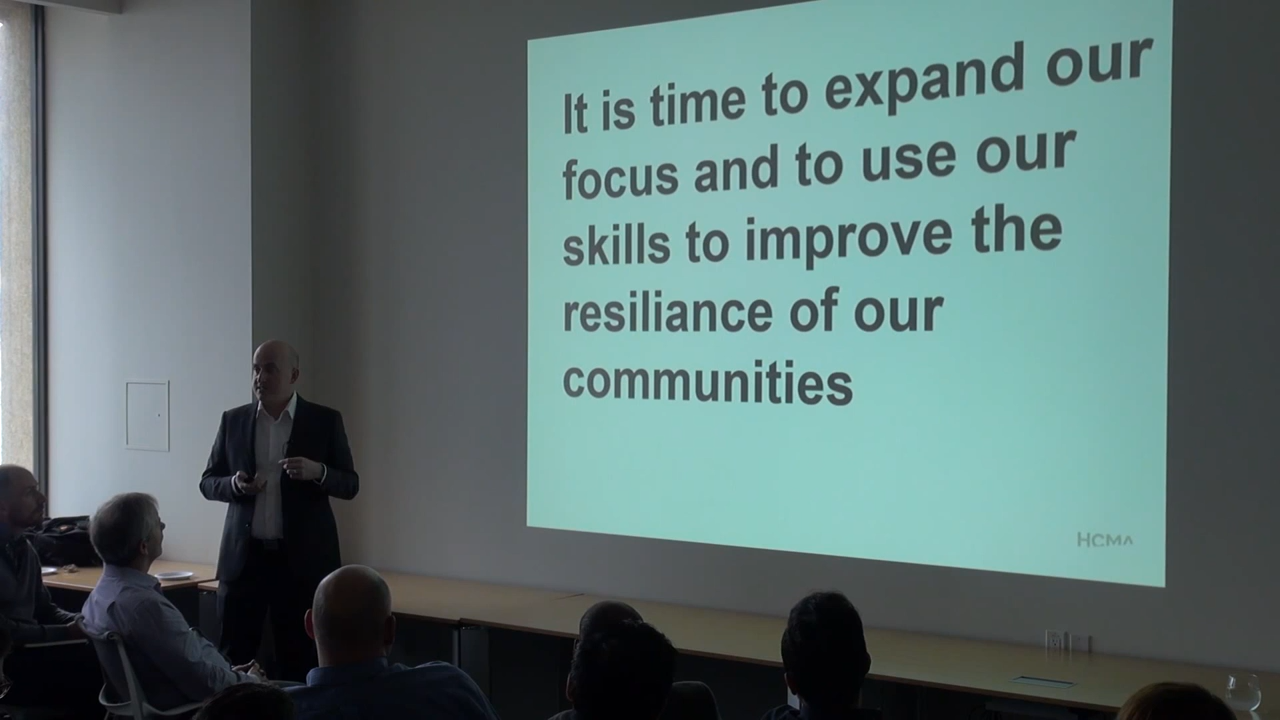 It is time to expand our
focus and to use our
skills to improve the
resiliance of our
communities
HCMA